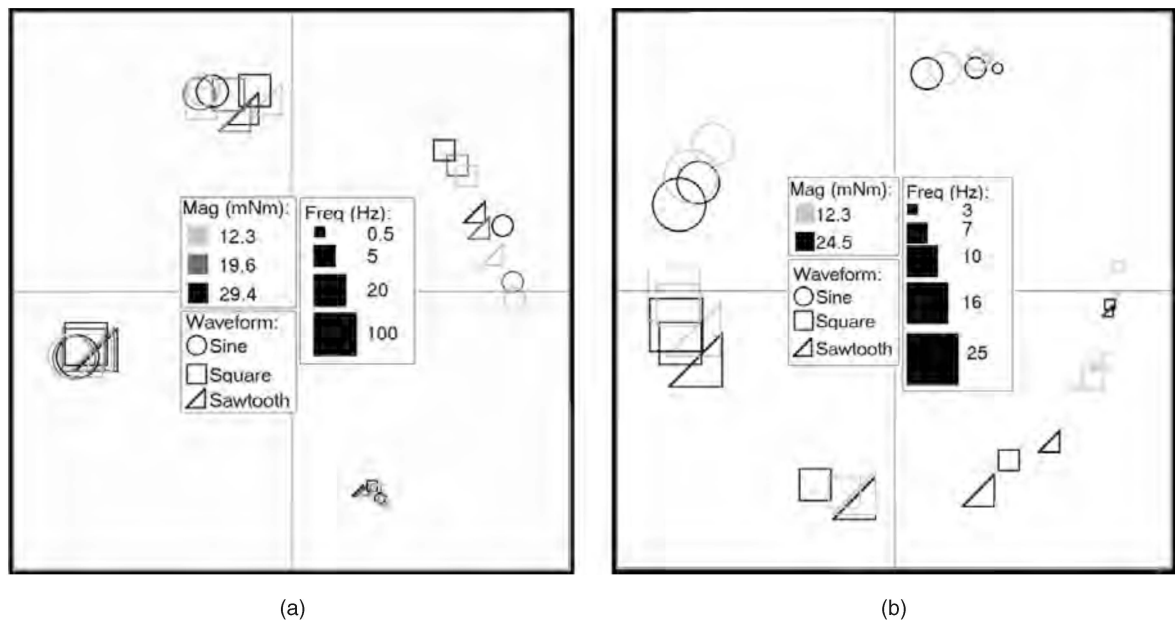 Mag (mNm):
12.3
19.6
29.4
Freq (Hz):
0.5
5
20
100
Waveform:
Sine
Square
Sawtooth
Mag (mNm):
12.3
24.5
Freq (Hz):
3
7
10
16
25
Waveform:
Sine
Square
Sawtooth
(a)
(b)